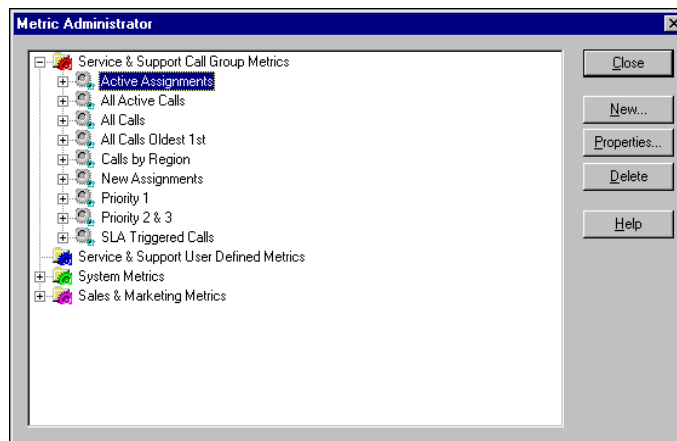 Metric Administrator
Service & Support Call Group Metrics
Active Assignments
All Active Calls
All Calls
All Calls Oldest 1st
Calls by Region
New Assignments
Priority 1
Priority 2 & 3
SLA Triggered Calls
Service & Support User Defined Metrics
System Metrics
Sales & Marketing Metrics
Close
New...
Properties...
Delete
Help